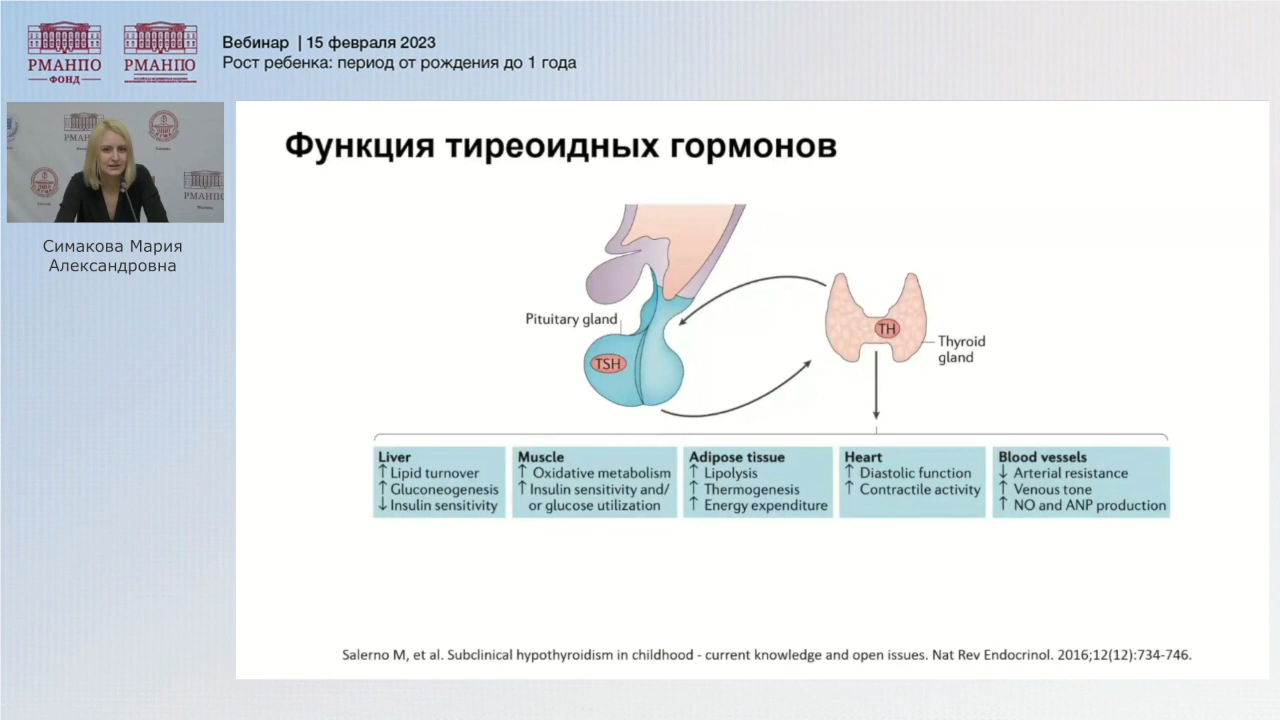 РМАНПО
ФОНД
РМАНПО
Вебинар | 15 февраля 2023
Рост ребенка: период от рождения до 1 года
РМАНПО
РМАНПО
Симакова Мария
Александровна
Функция тиреоидных гормонов
Pituitary gland
TSH
TH
Thyroid
gland
Liver
↑ Lipid turnover
↑ Gluconeogenesis
↓ Insulin sensitivity
Muscle
↑ Oxidative metabolism
↑ Insulin sensitivity and/
or glucose utilization
Adipose tissue
↑ Lipolysis
↑ Thermogenesis
↑ Energy expenditure
Heart
↑ Diastolic function
↑ Contractile activity
Blood vessels
↓ Arterial resistance
↑ Venous tone
↑ NO and ANP production
Salerno M, et al. Subclinical hypothyroidism in childhood - current knowledge and open issues. Nat Rev Endocrinol. 2016;12(12):734-746.